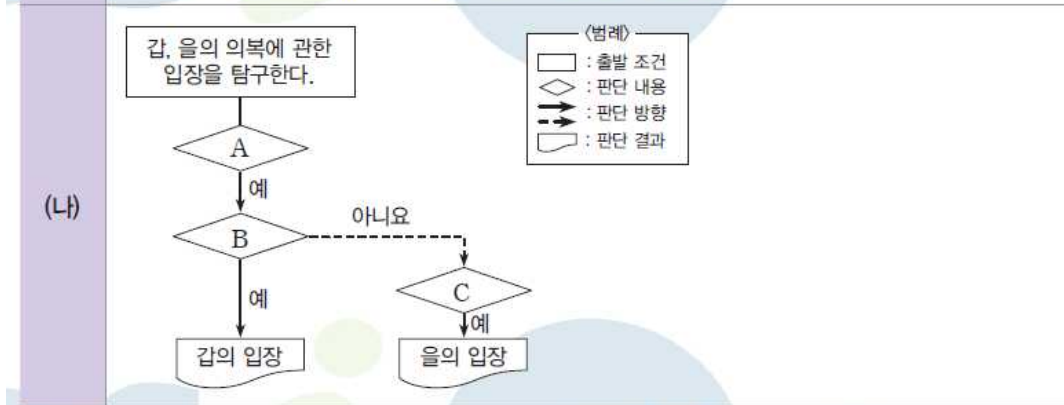 갑, 을의 의복에 관한
입장을 탐구한다.
〈범례〉
: 출발 조건
: 판단 내용
: 판단 방향
: 판단 결과
A
예
(나)
아니요
B
예
C
예
갑의 입장
을의 입장